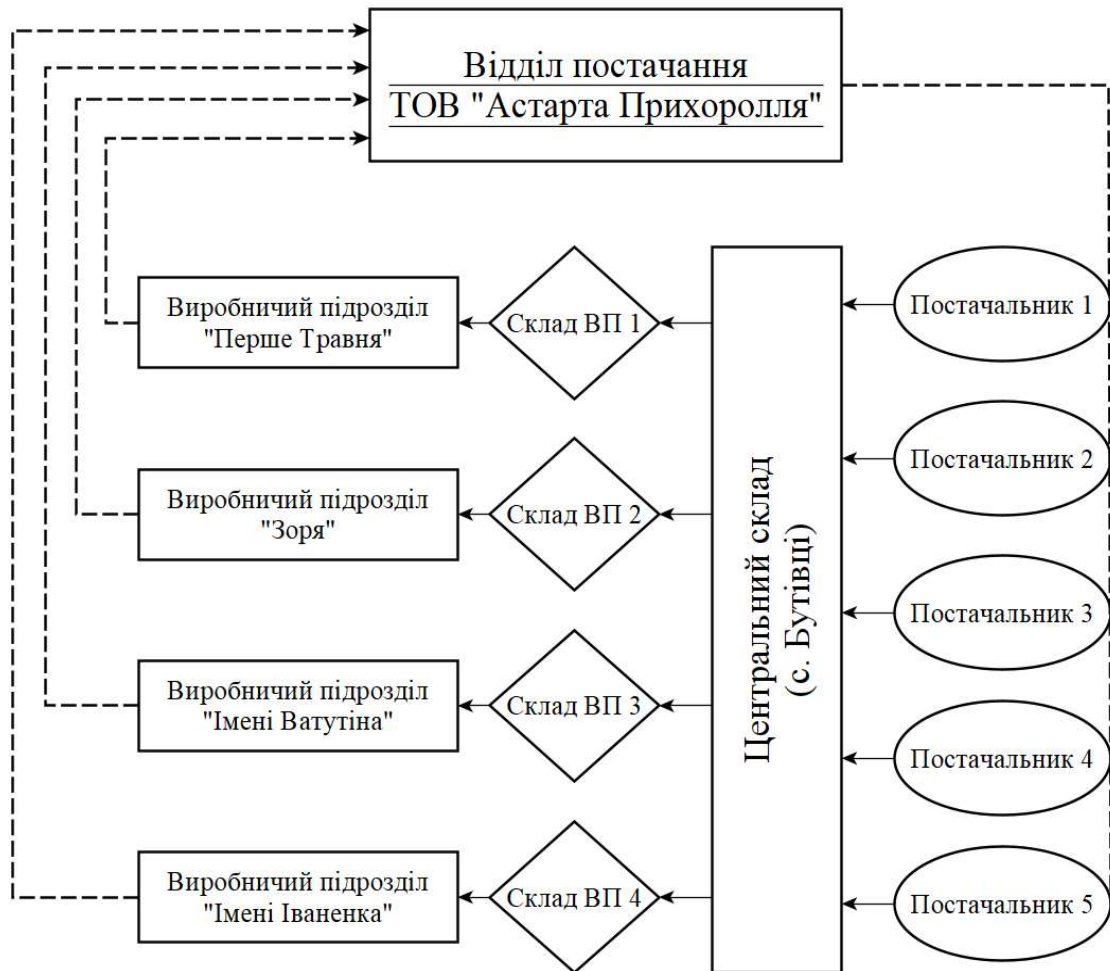 Відділ постачання
ТОВ "Астарта Прихоролля"
Виробничий підрозділ
"Перше Травня"
Склад ВП 1
Постачальник 1
Виробничий підрозділ
"Зоря"
Склад ВП 2
Постачальник 2
Центральний склад
(с. Бутівці)
Постачальник 3
Виробничий підрозділ
"Імені Ватутіна"
Склад ВП 3
Постачальник 4
Виробничий підрозділ
"Імені Іваненка"
Склад ВП 4
Постачальник 5